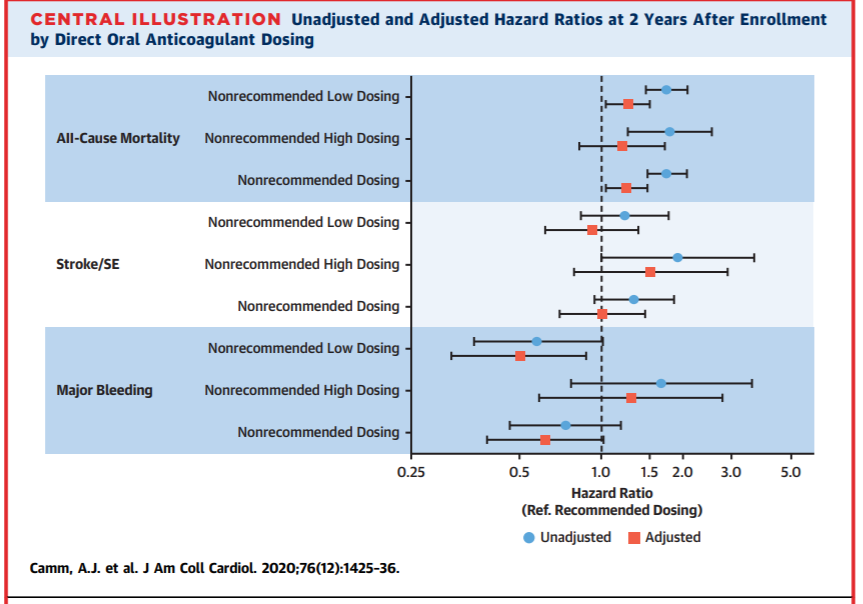 CENTRAL ILLUSTRATION Unadjusted and Adjusted Hazard Ratios at 2 Years After Enrollment
by Direct Oral Anticoagulant Dosing
Nonrecommended Low Dosing
All-Cause Mortality Nonrecommended High Dosing
Nonrecommended Dosing
Nonrecommended Low Dosing
Stroke/SE Nonrecommended High Dosing
Nonrecommended Dosing
Nonrecommended Low Dosing
Major Bleeding Nonrecommended High Dosing
Nonrecommended Dosing
0.25 0.5 1.0 1.5 2.0 3.0 5.0
Hazard Ratio
(Ref. Recommended Dosing)
Unadjusted Adjusted
Camm, A.J. et al. J Am Coll Cardiol. 2020;76(12):1425-36.